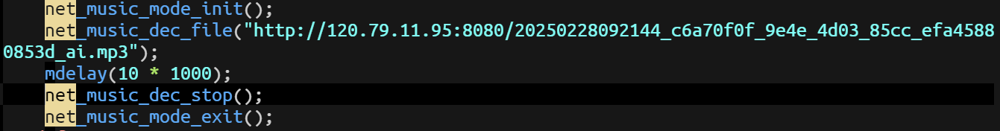 net_music_mode_init();
net_music_dec_file("http://120.79.11.95:8080/20250228092144_c6a70f0f_9e4e_4d03_85cc_efa4588
0853d_ai.mp3");
mdelay(10 * 1000);
net_music_dec_stop();
net_music_mode_exit();